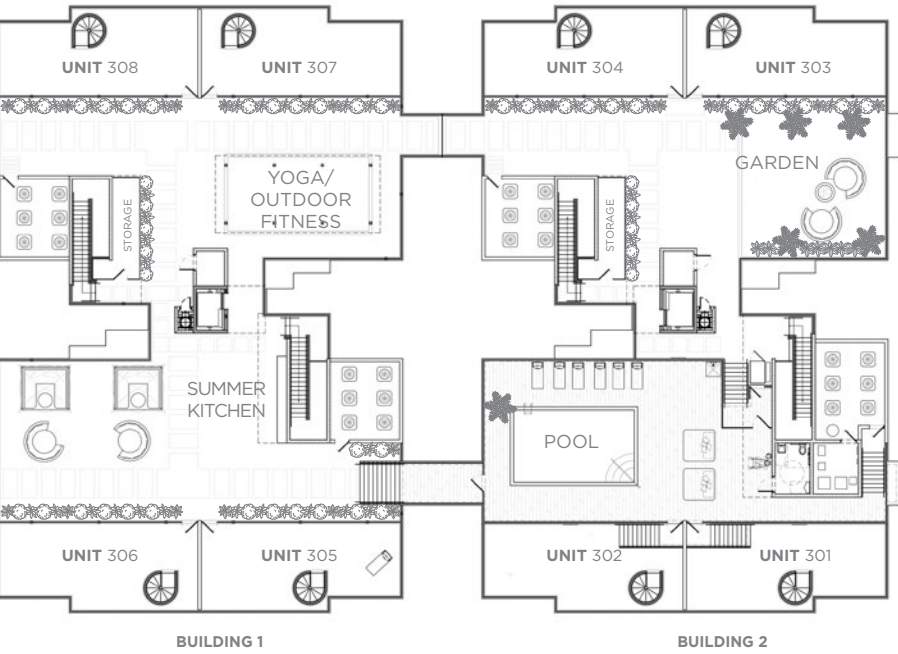 UNIT 308
UNIT 307
UNIT 304
UNIT 303
YOGA/
OUTDOOR
FITNESS
GARDEN
STORAGE
STORAGE
SUMMER
KITCHEN
POOL
UNIT 306
UNIT 305
UNIT 302
UNIT 301
BUILDING 1
BUILDING 2